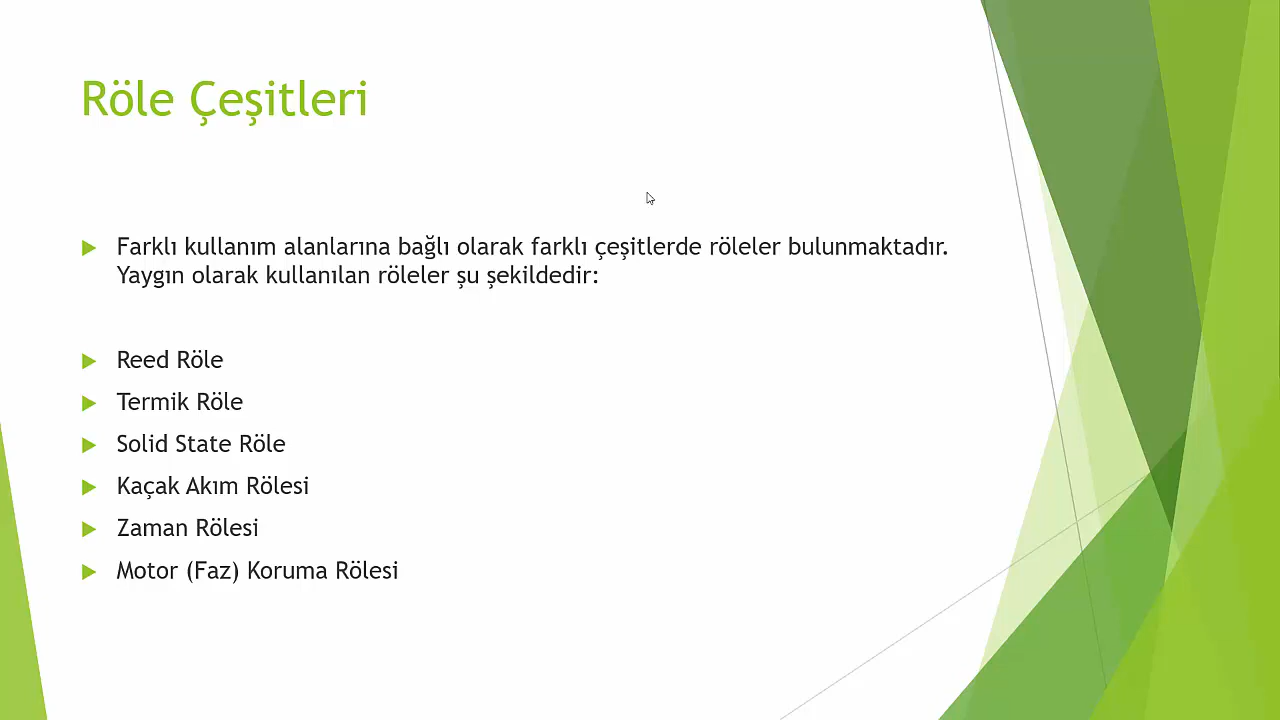 Röle Çeşitleri
Farklı kullanım alanlarına bağlı olarak farklı çeşitlerde röleler bulunmaktadır.
Yaygın olarak kullanılan röleler şu şekildedir:
Reed Röle
Termik Röle
Solid State Röle
Kaçak Akım Rölesi
Zaman Rölesi
Motor (Faz) Koruma Rölesi